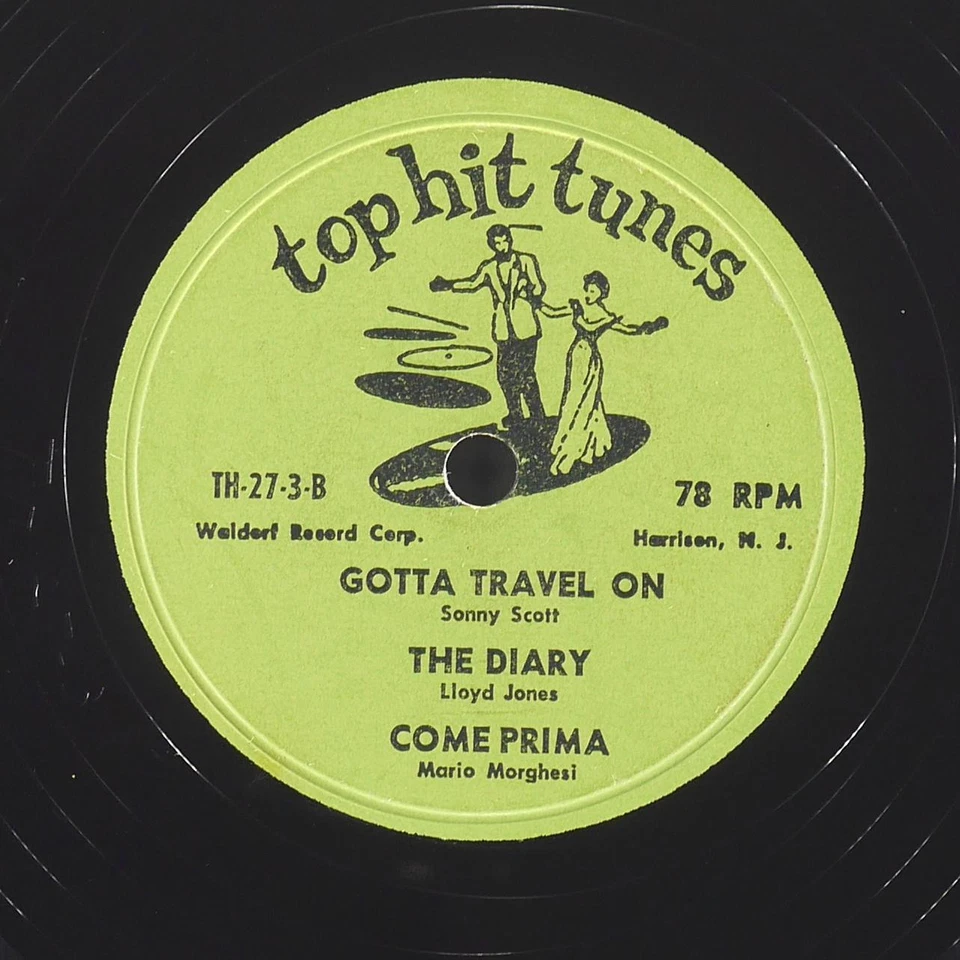 top hit tunes
TH-27-3-B
78 RPM
Waldorf Record Corp.
Harrison, N. J.
GOTTA TRAVEL ON
Sonny Scott
THE DIARY
Lloyd Jones
COME PRIMA
Mario Morghesi